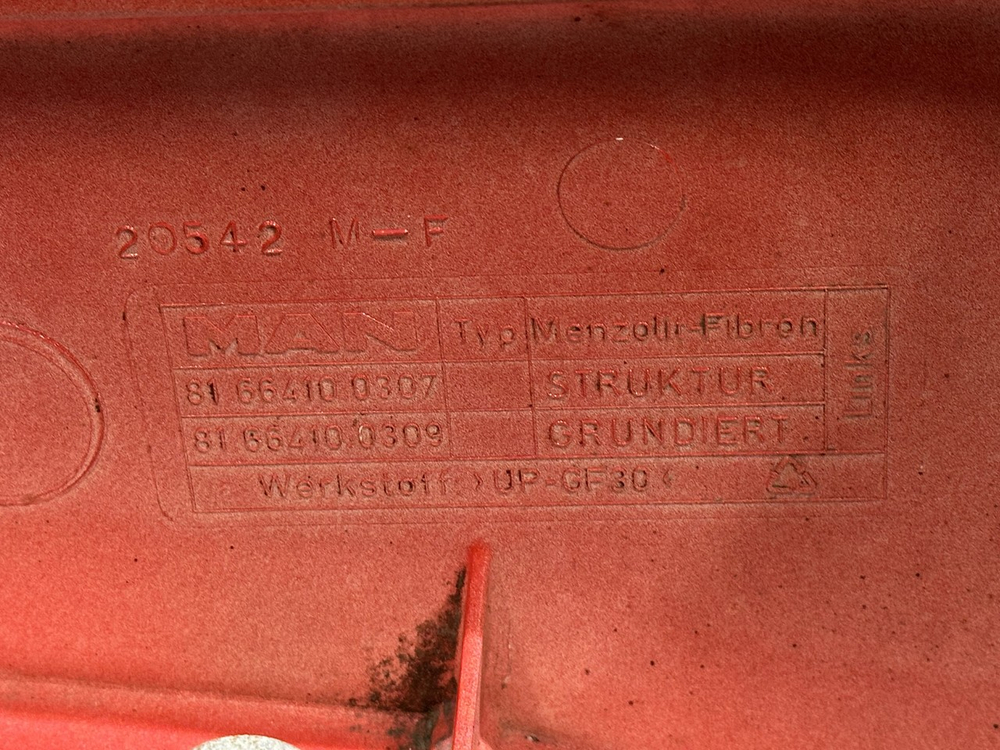 20542 M-F
MAN Typ Menzolit-Fibron Links
81 66410 0307 STRUKTUR
81 66410 0309 GRUNDIERT
Werkstoff >UP-GF30<